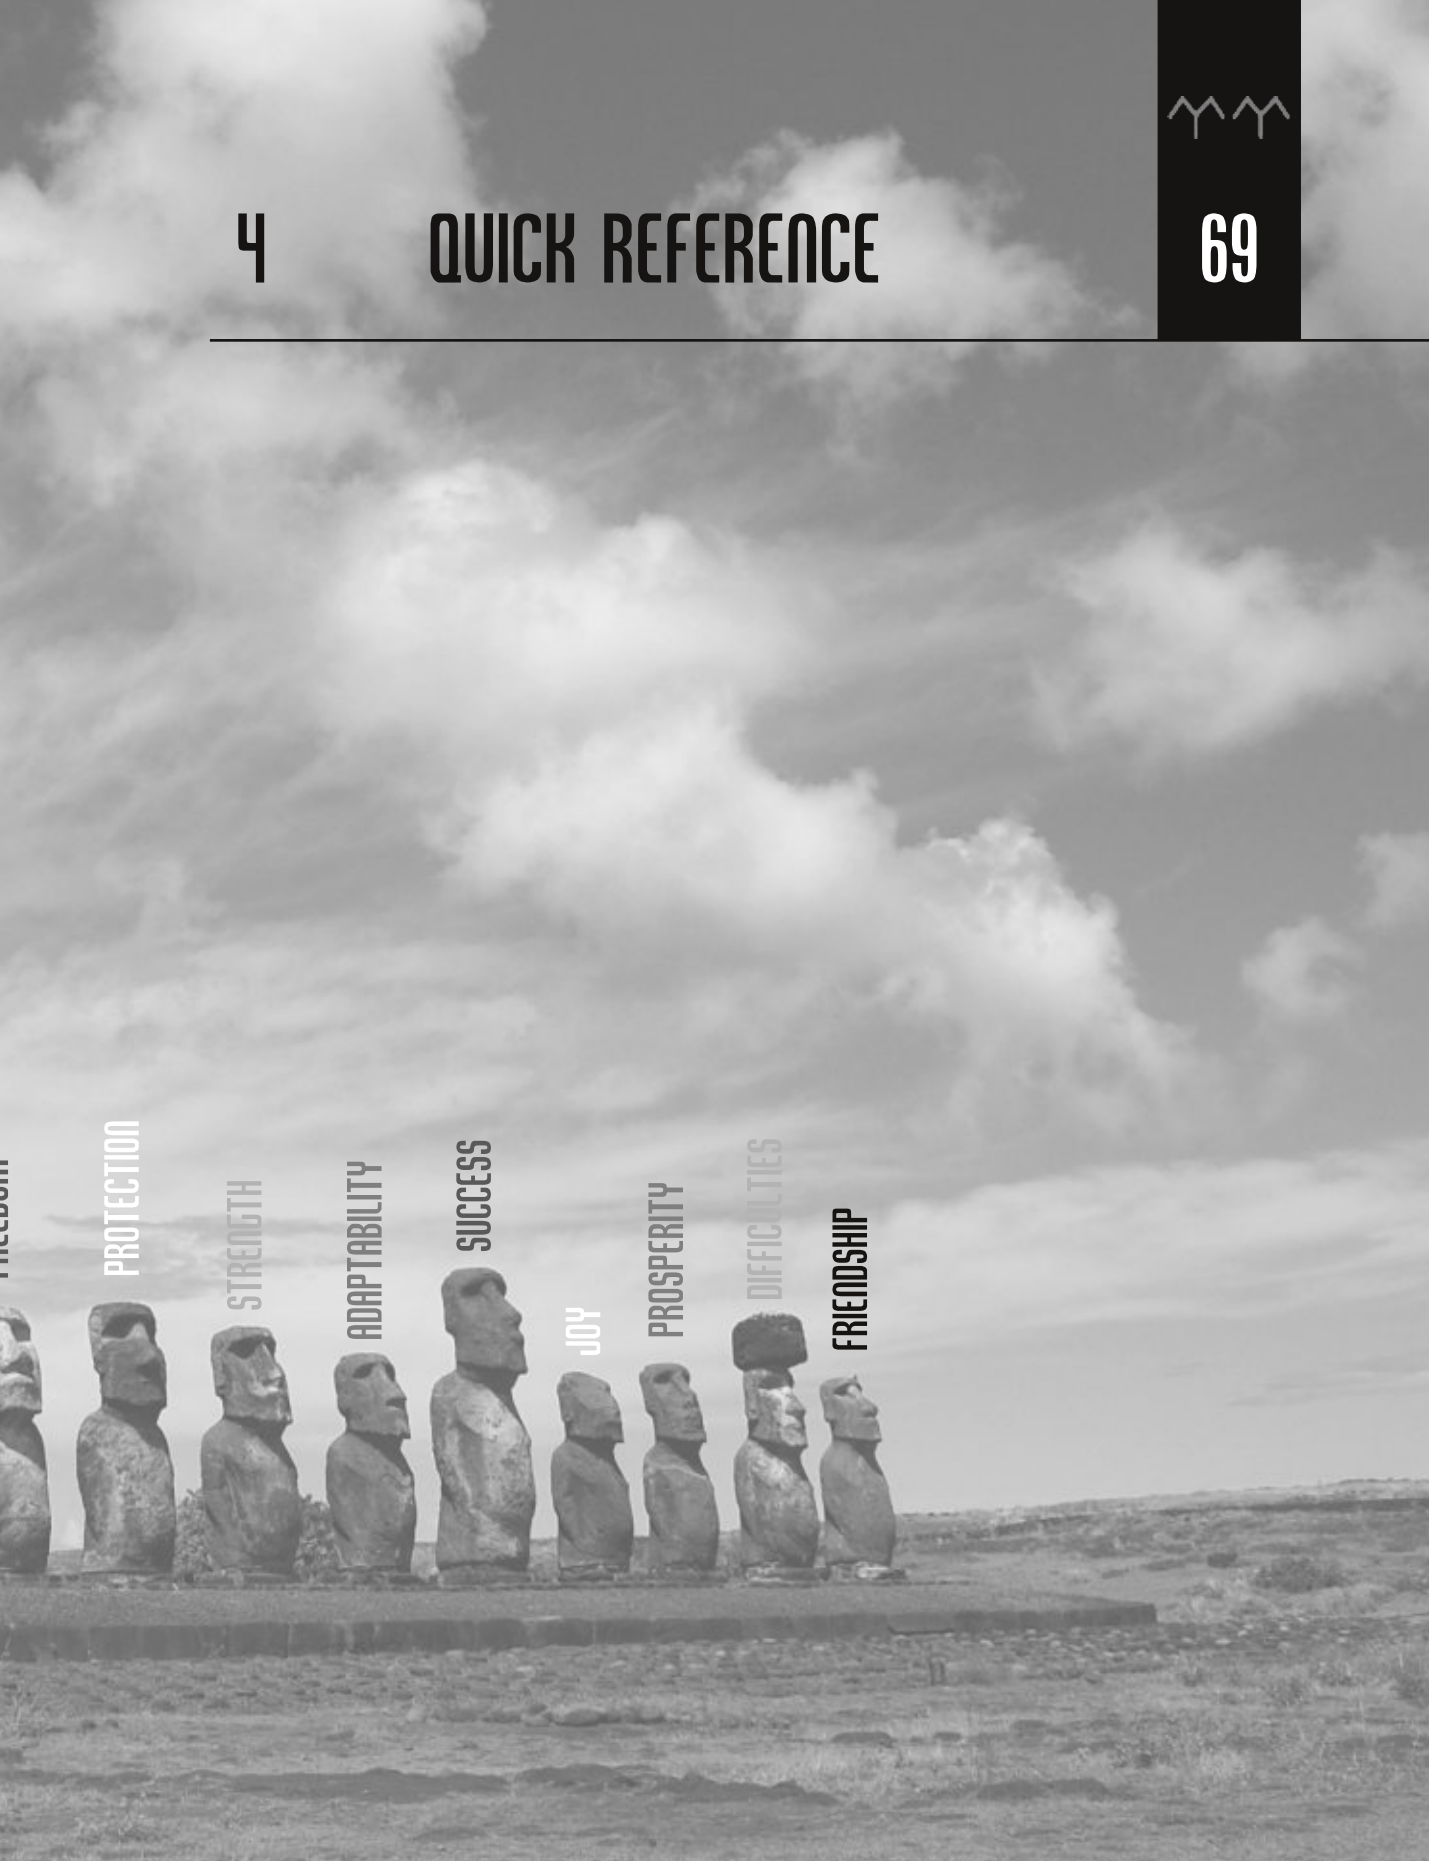 4 QUICK REFERENCE 69
PROTECTION
STRENGTH
ADAPTABILITY
SUCCESS
JOY
PROSPERITY
DIFFICULTIES
FRIENDSHIP